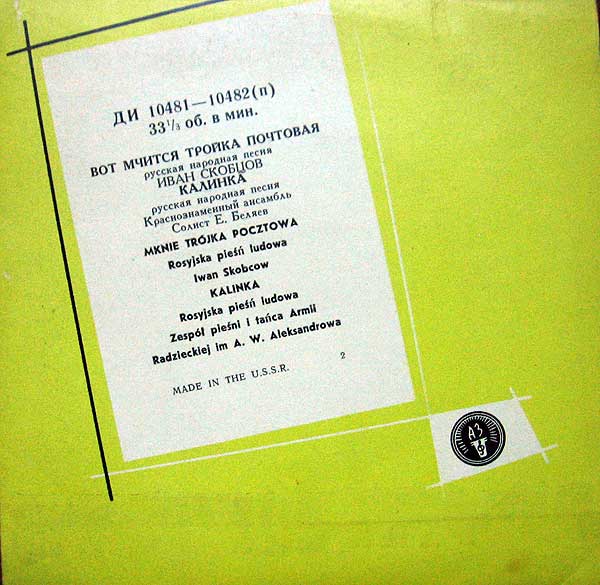 ДИ 10481—10482(п)
33⅓ об. в мин.
ВОТ МЧИТСЯ ТРОЙКА ПОЧТОВАЯ
русская народная песня
ИВАН СКОБЦОВ
КАЛИНКА
русская народная песня
Краснознаменный ансамбль
Солист Е. Беляев
MKNIE TRÓJKA POCZTOWA
Rosyjska pieśń ludowa
Iwan Skobcow
KALINKA
Rosyjska pieśń ludowa
Zespół pieśni i tańca Armii
Radzieckiej im A. W. Aleksandrowa
MADE IN THE U.S.S.R. 2
АЗ